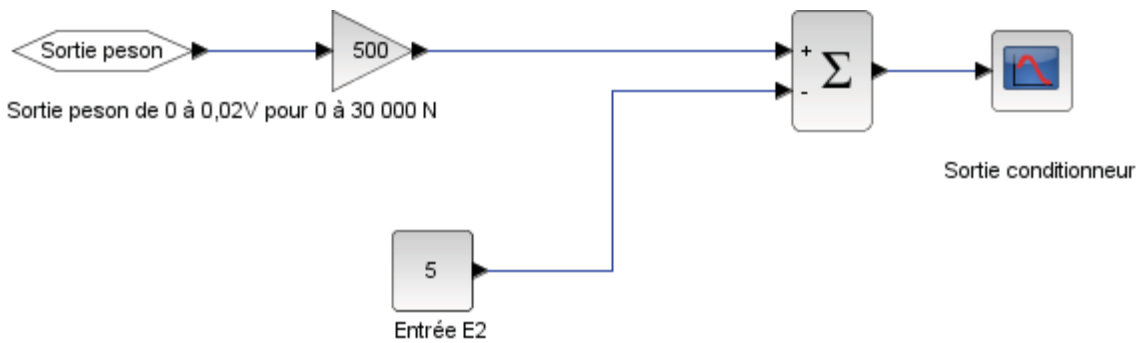 Sortie peson
500
+
Σ
-
Sortie peson de 0 à 0,02V pour 0 à 30 000 N
Sortie conditionneur
5
Entrée E2